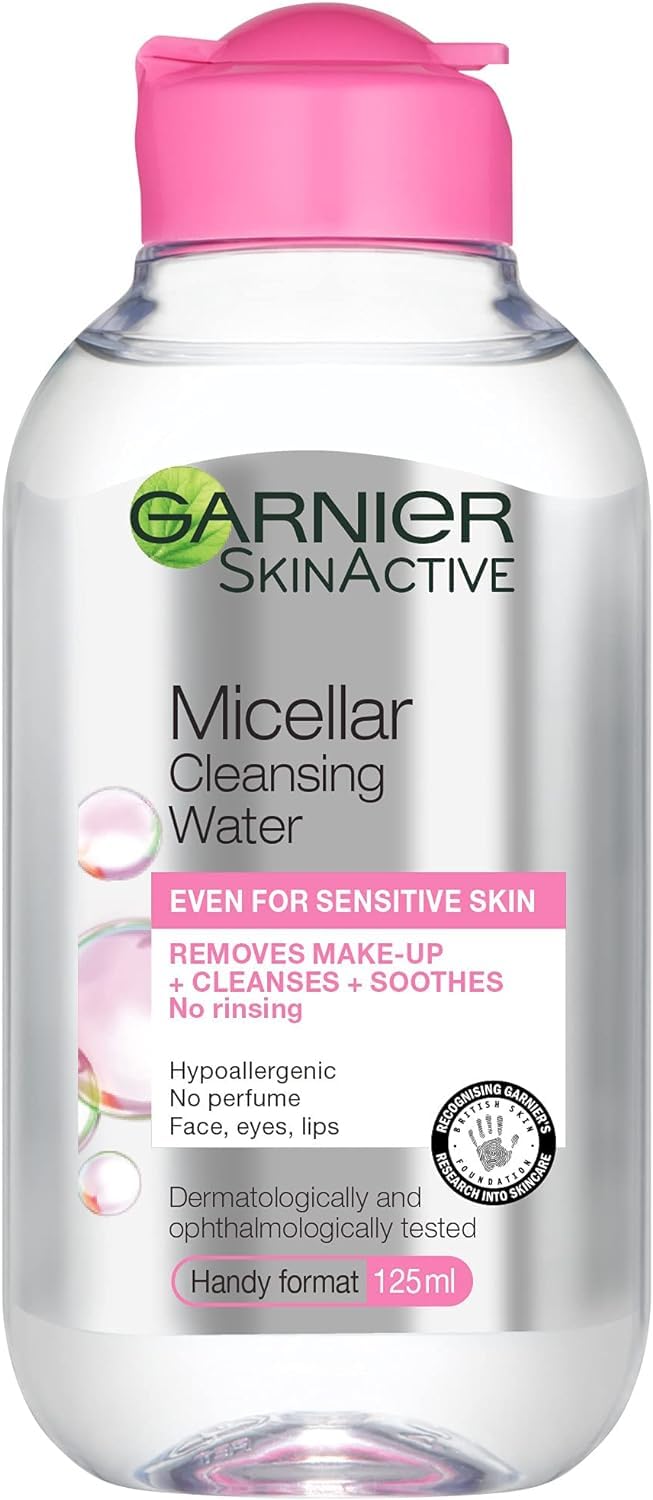 GARNIER
SKINACTIVE
Micellar
Cleansing
Water
EVEN FOR SENSITIVE SKIN
REMOVES MAKE-UP
+ CLEANSES + SOOTHES
No rinsing
Hypoallergenic
No perfume
Face, eyes, lips
RECOGNISING GARNIER'S
BRITISH SKIN
FOUNDATION
RESEARCH INTO SKINCARE
Dermatologically and
ophthalmologically tested
Handy format 125ml